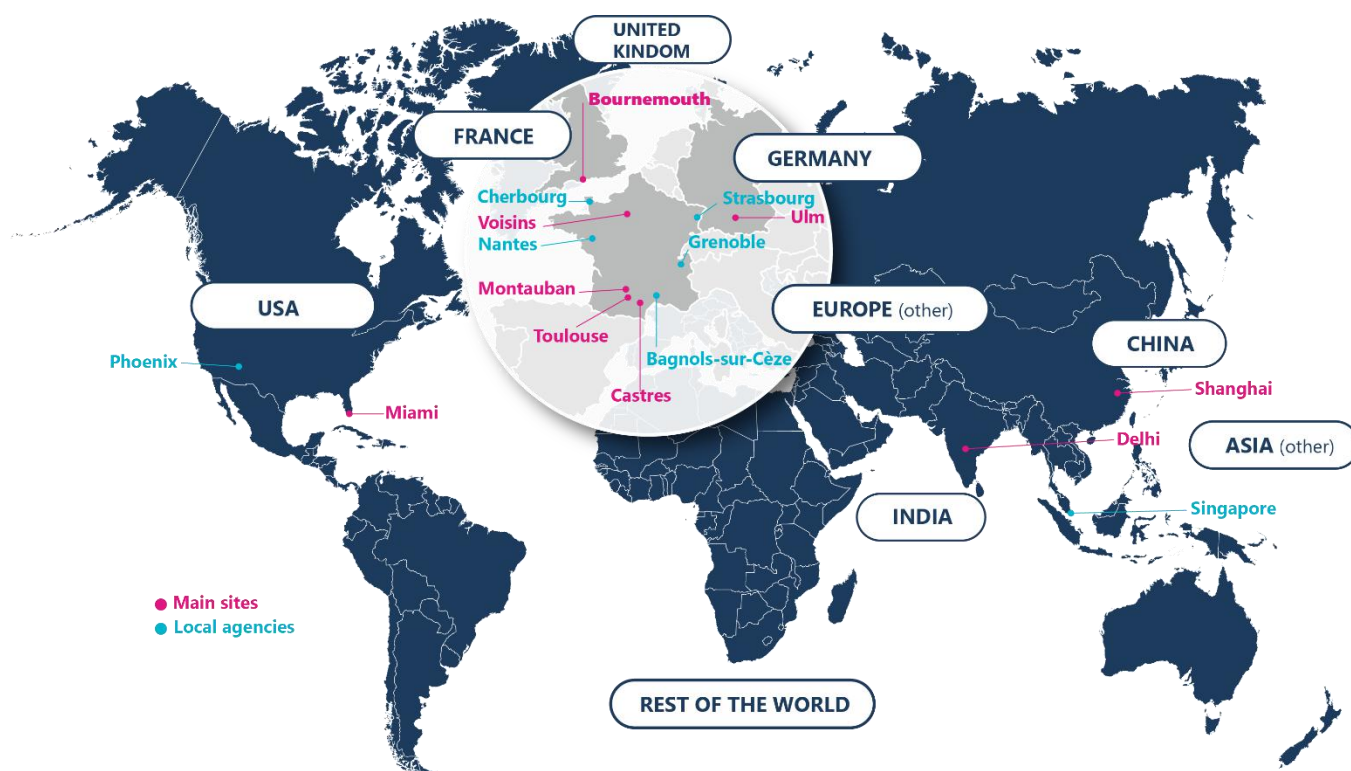 UNITED
KINDOM
Bournemouth
FRANCE
GERMANY
Cherbourg
Strasbourg
Voisins
Ulm
Nantes
Grenoble
Montauban
USA
EUROPE (other)
Toulouse
CHINA
Phoenix
Bagnols-sur-Cèze
Castres
Shanghai
Miami
Delhi
ASIA (other)
INDIA
Singapore
Main sites
Local agencies
REST OF THE WORLD